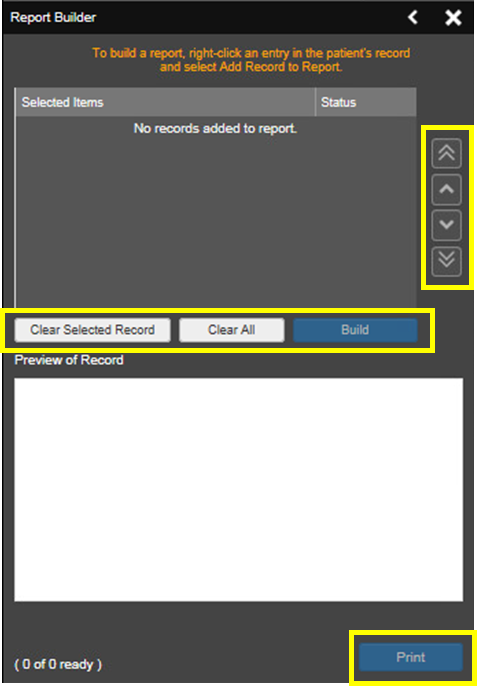 Report Builder
To build a report, right-click an entry in the patient's record
and select Add Record to Report.
Selected Items Status
No records added to report.
Clear Selected Record Clear All Build
Preview of Record
( 0 of 0 ready ) Print